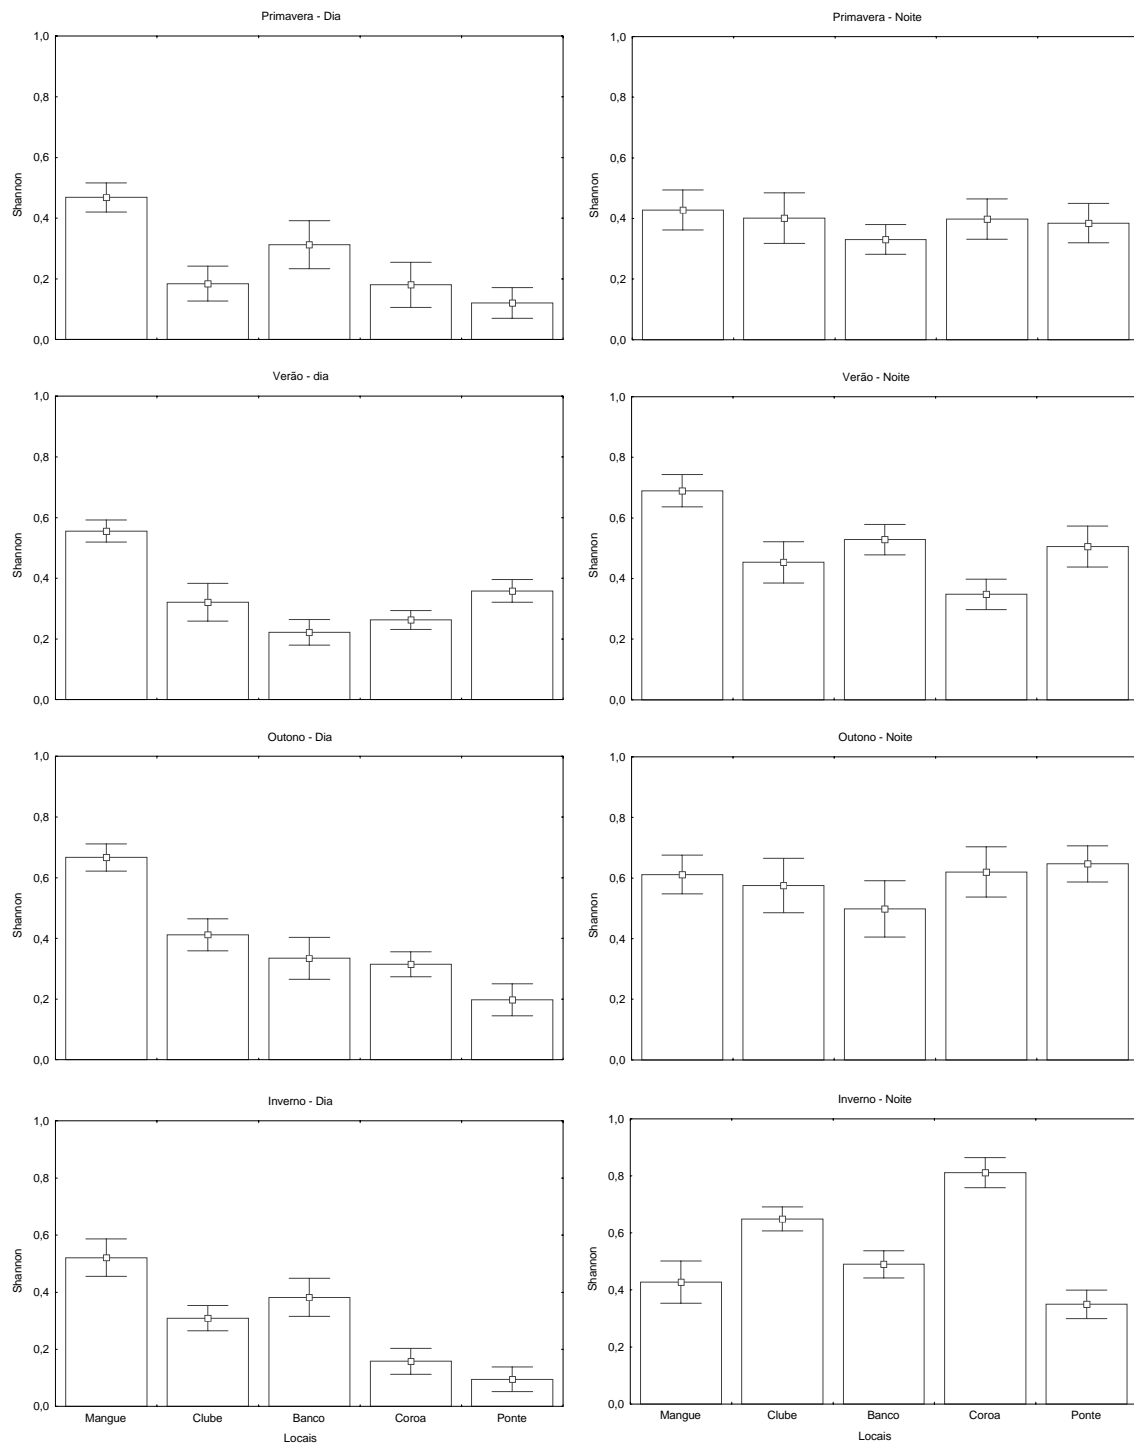 Primavera - Dia
1,0
0,8
0,6
0,4
0,2
0,0
Shannon
Primavera - Noite
1,0
0,8
0,6
0,4
0,2
0,0
Shannon
Verão - dia
1,0
0,8
0,6
0,4
0,2
0,0
Shannon
Verão - Noite
1,0
0,8
0,6
0,4
0,2
0,0
Shannon
Outono - Dia
1,0
0,8
0,6
0,4
0,2
0,0
Shannon
Outono - Noite
1,0
0,8
0,6
0,4
0,2
0,0
Shannon
Inverno - Dia
1,0
0,8
0,6
0,4
0,2
0,0
Shannon
Mangue Clube Banco Coroa Ponte
Locais
Inverno - Noite
1,0
0,8
0,6
0,4
0,2
0,0
Shannon
Mangue Clube Banco Coroa Ponte
Locais